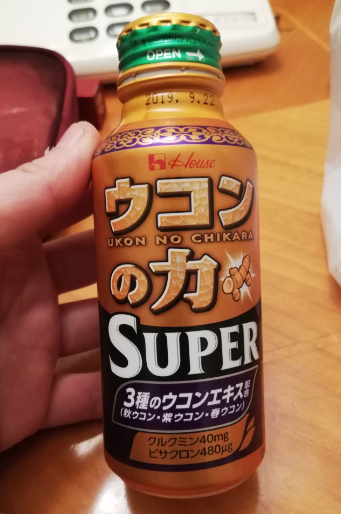 OPEN
2019. 9.22
House
ウコン
UKON NO CHIKARA
の力
SUPER
3種のウコンエキス配合
(秋ウコン・紫ウコン・春ウコン)
クルクミン40mg
ビサクロン480μg